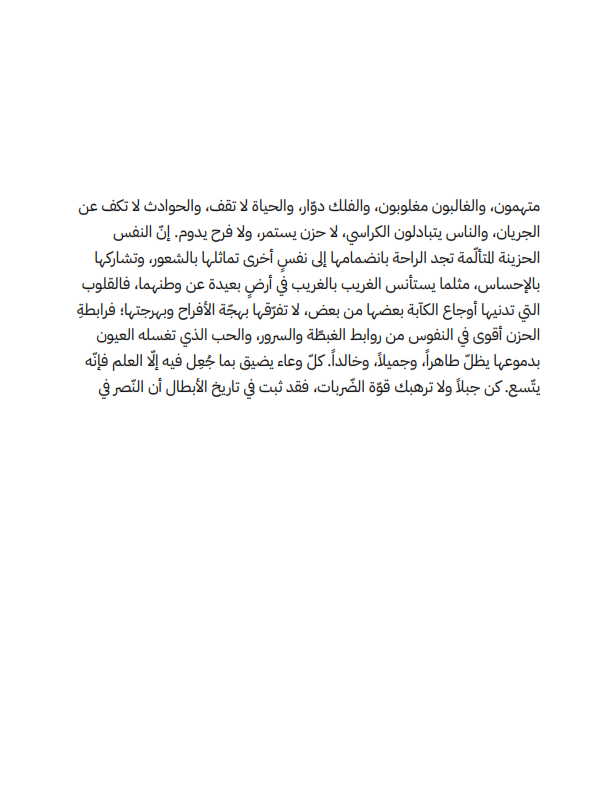 متهمون، والغالبون مغلوبون، والفلك دوّار، والحياة لا تقف، والحوادث لا تكف عن
الجريان، والناس يتبادلون الكراسي، لا حزن يستمر، ولا فرح يدوم. إنّ النفس
الحزينة المتألّمة تجد الراحة بانضمامها إلى نفسٍ أخرى تماثلها بالشعور، وتشاركها
بالإحساس، مثلما يستأنس الغريب بالغريب في أرضٍ بعيدة عن وطنهما، فالقلوب
التي تدنيها أوجاع الكآبة بعضها من بعض، لا تفرّقها بهجّة الأفراح وبهرجتها؛ فرابطةِ
الحزن أقوى في النفوس من روابط الغبطّة والسرور، والحب الذي تغسله العيون
بدموعها يظلّ طاهراً، وجميلاً، وخالداً. كلّ وعاء يضيق بما جُعِل فيه إلّا العلم فإنّه
يتّسع. كن جبلاً ولا ترهبك قوّة الضّربات، فقد ثبت في تاريخ الأبطال أن النّصر في